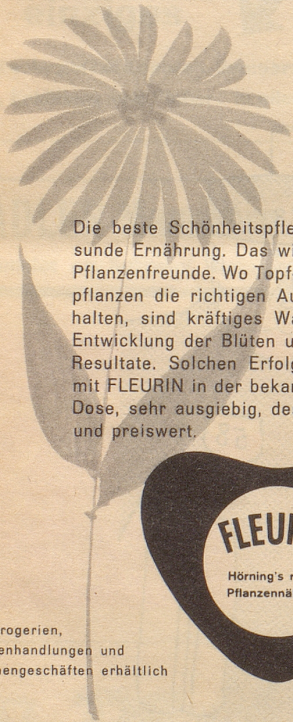 Die beste Schönheitspfle
sunde Ernährung. Das wi
Pflanzenfreunde. Wo Topf
pflanzen die richtigen Au
halten, sind kräftiges Wa
Entwicklung der Blüten u
Resultate. Solchen Erfolg
mit FLEURIN in der bekan
Dose, sehr ausgiebig, de
und preiswert.
FLEUR
Hörning's n
Pflanzennä
rogerien,
enhandlungen und
nengeschäften erhältlich